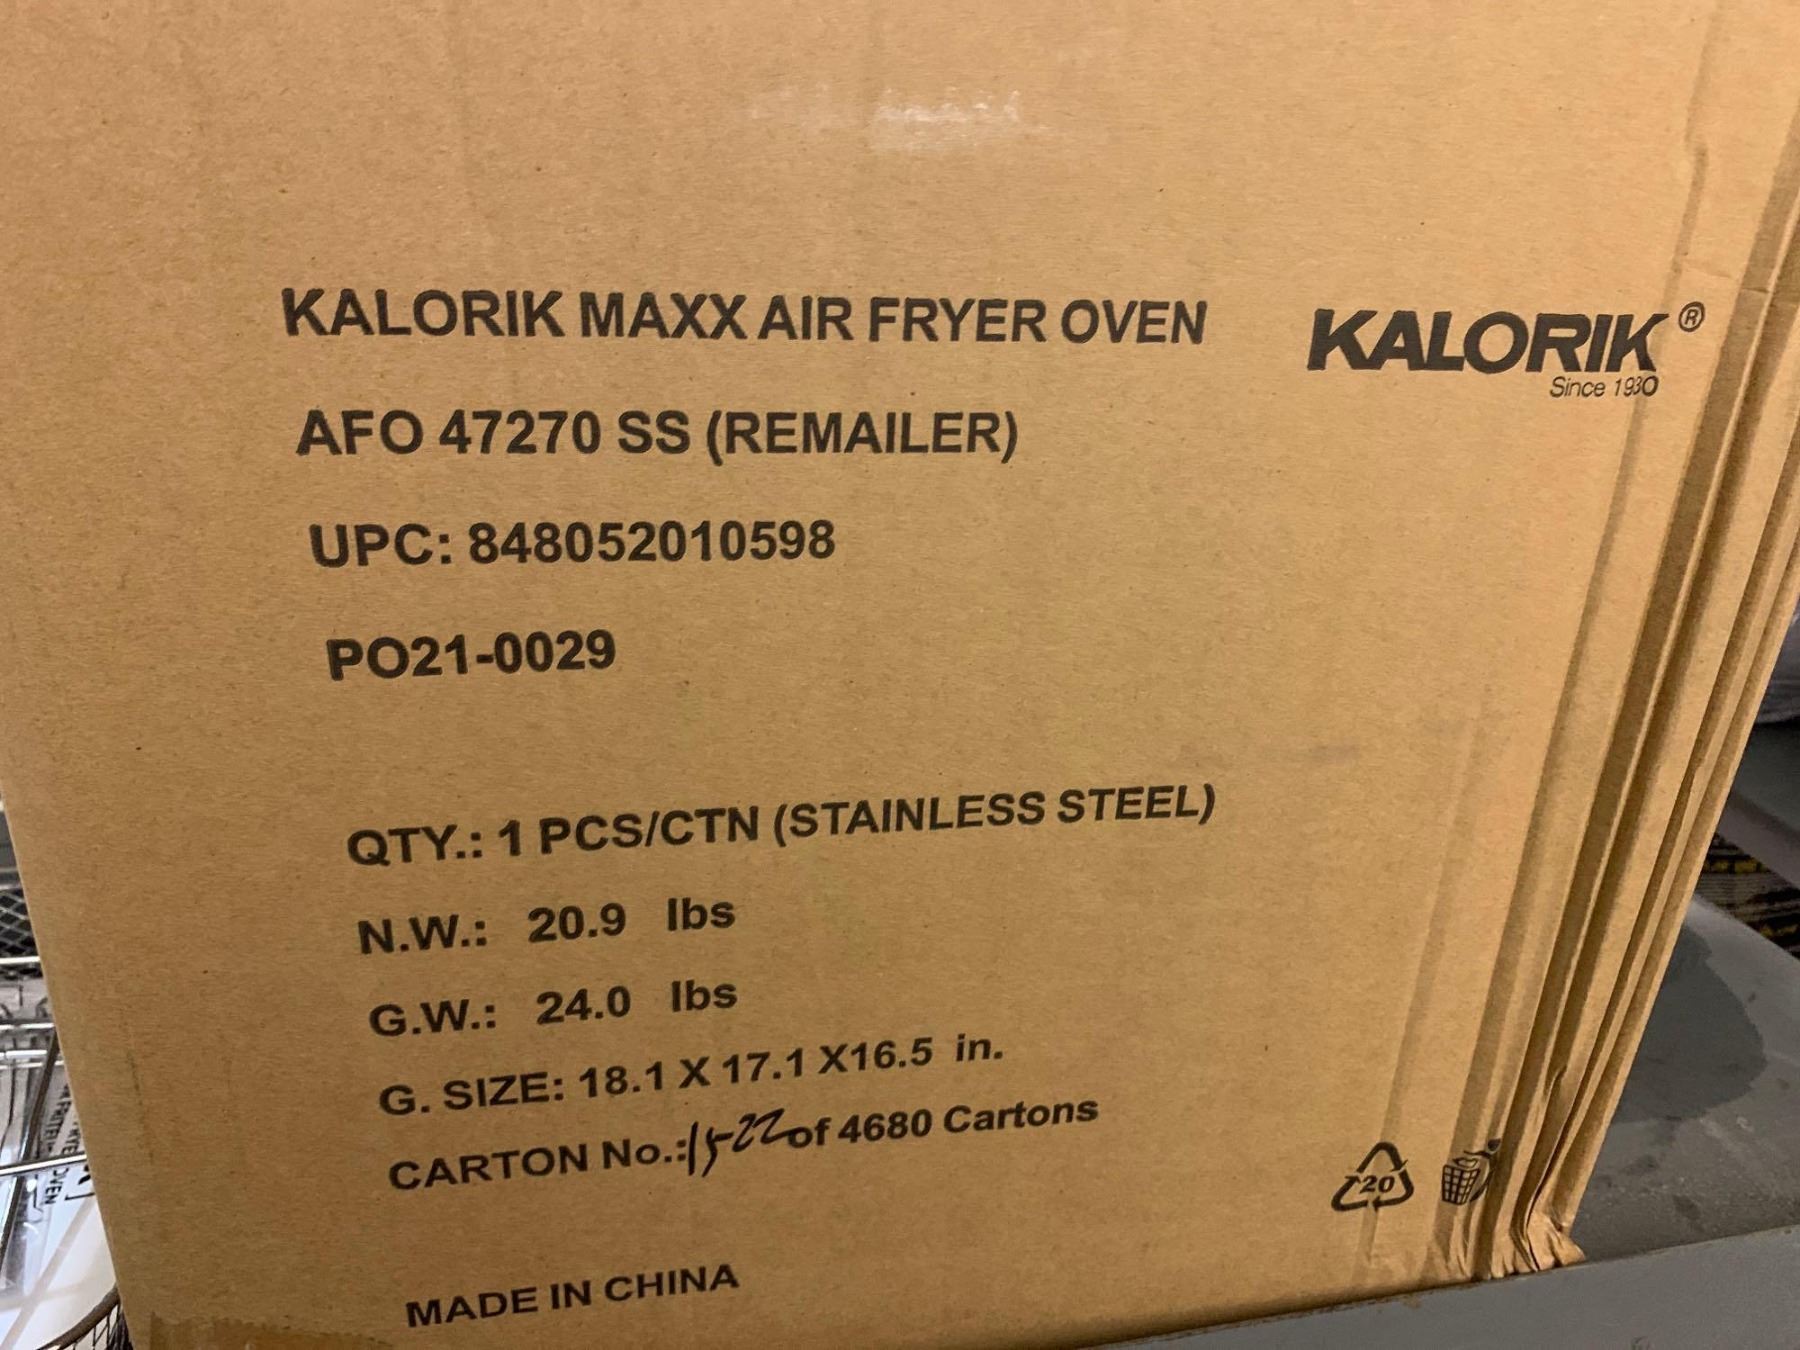 KALORIK MAXX AIR FRYER OVEN
KALORIK®
Since 1930
AFO 47270 SS (REMAILER)
UPC: 848052010598
PO21-0029
QTY.: 1 PCS/CTN (STAINLESS STEEL)
N.W.: 20.9 lbs
G.W.: 24.0 lbs
G. SIZE: 18.1 X 17.1 X16.5 in.
CARTON No.: of 4680 Cartons
20
MADE IN CHINA
OVEN